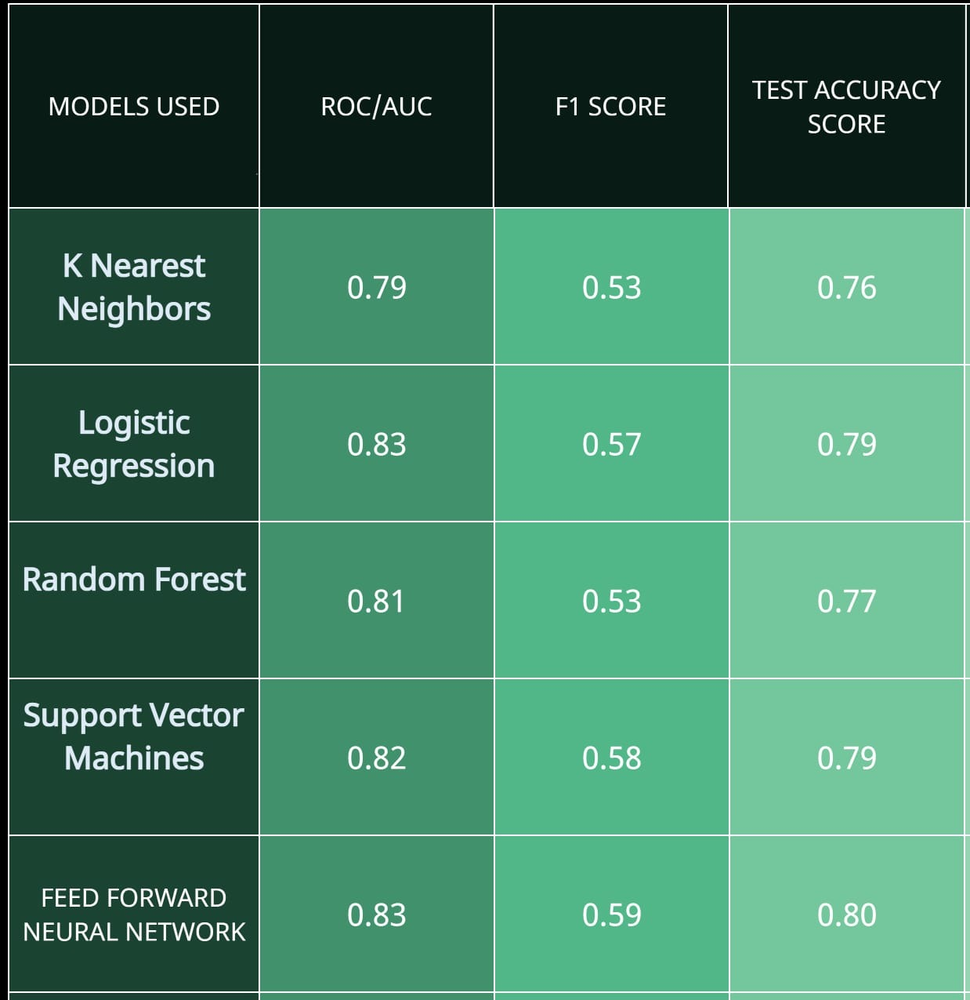 MODELS USED
ROC/AUC
F1 SCORE
TEST ACCURACY
SCORE
K Nearest
Neighbors
0.79
0.53
0.76
Logistic
Regression
0.83
0.57
0.79
Random Forest
0.81
0.53
0.77
Support Vector
Machines
0.82
0.58
0.79
FEED FORWARD
NEURAL NETWORK
0.83
0.59
0.80